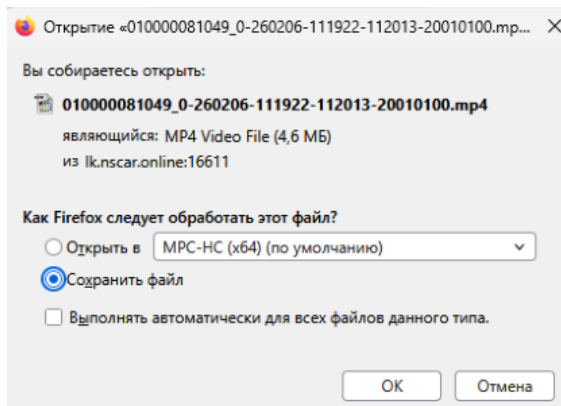 Открытие «010000081049_0-260206-111922-112013-20010100.mp...
Вы собираетесь открыть:
010000081049_0-260206-111922-112013-20010100.mp4
являющийся: MP4 Video File (4,6 МБ)
из lk.nscar.online:16611
Как Firefox следует обработать этот файл?
Открыть в MPC-HC (x64) (по умолчанию)
Сохранить файл
Выполнять автоматически для всех файлов данного типа.
ОК Отмена